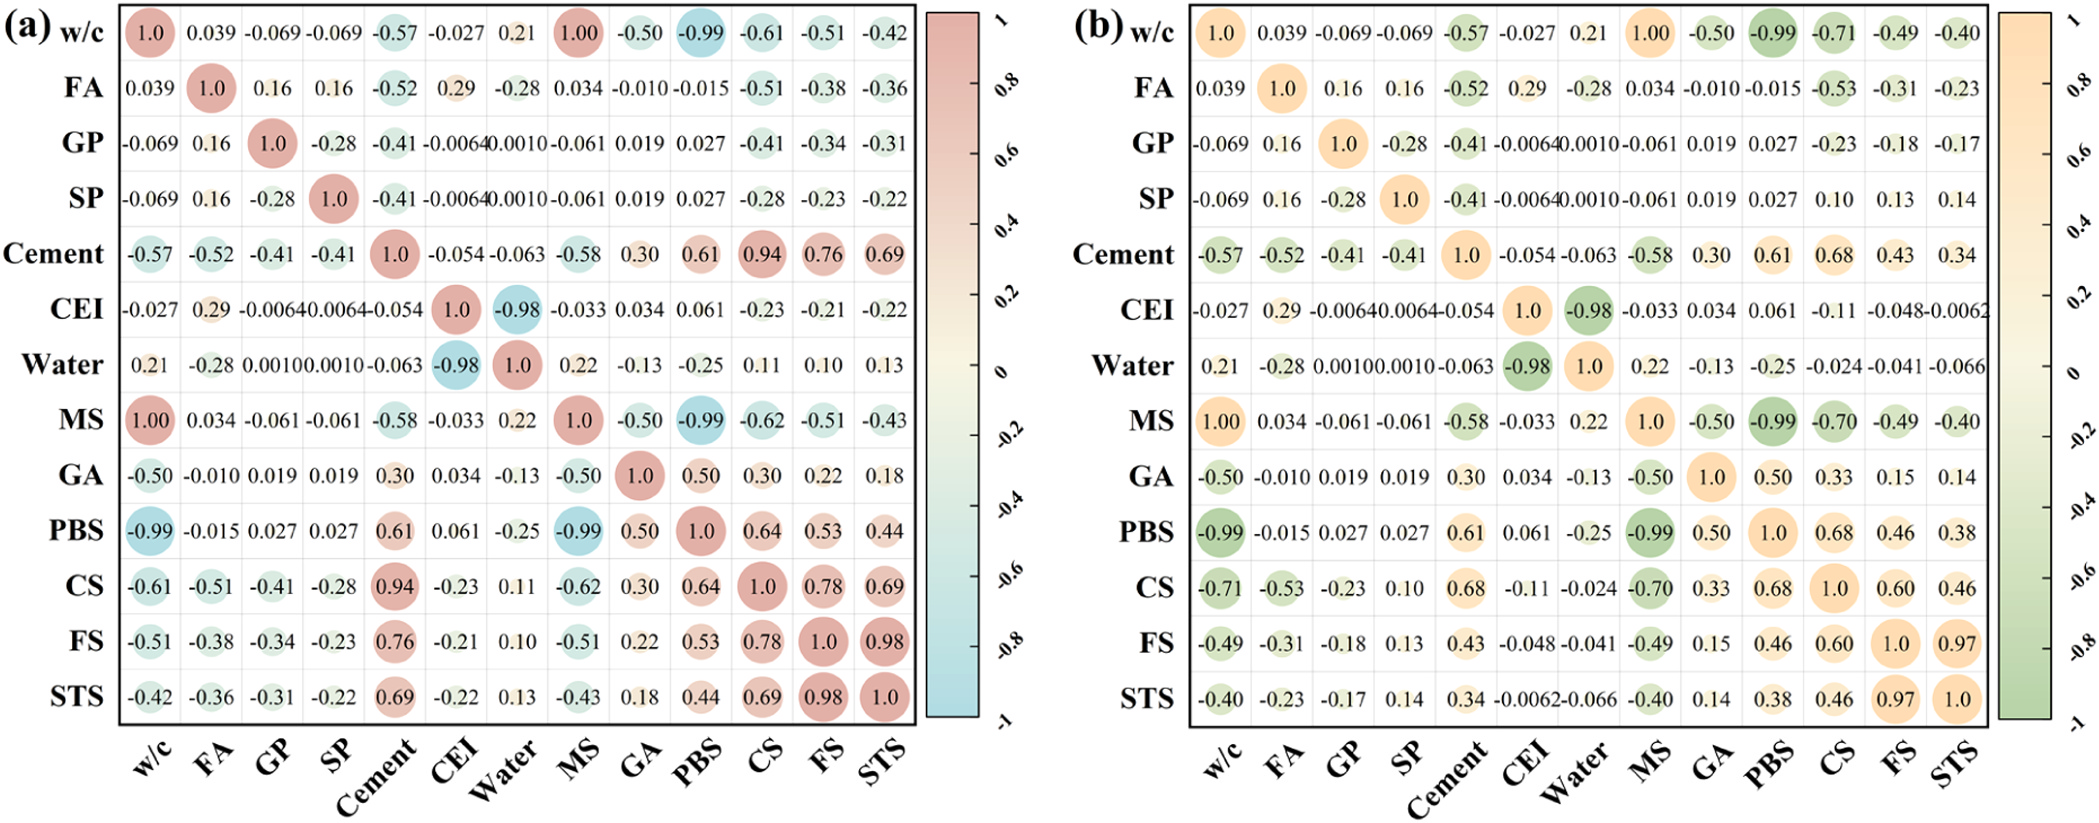 (a)
w/c 1.0 0.039 -0.069 -0.069 -0.57 -0.027 0.21 1.00 -0.50 -0.99 -0.61 -0.51 -0.42
FA 0.039 1.0 0.16 0.16 -0.52 0.29 -0.28 0.034 -0.010 -0.015 -0.51 -0.38 -0.36
GP -0.069 0.16 1.0 -0.28 -0.41 -0.0064 0.0010 -0.061 0.019 0.027 -0.41 -0.34 -0.31
SP -0.069 0.16 -0.28 1.0 -0.41 -0.0064 0.0010 -0.061 0.019 0.027 -0.28 -0.23 -0.22
Cement -0.57 -0.52 -0.41 -0.41 1.0 -0.054 -0.063 -0.58 0.30 0.61 0.94 0.76 0.69
CEI -0.027 0.29 -0.0064 0.0064 -0.054 1.0 -0.98 -0.033 0.034 0.061 -0.23 -0.21 -0.22
Water 0.21 -0.28 0.0010 0.0010 -0.063 -0.98 1.0 0.22 -0.13 -0.25 0.11 0.10 0.13
MS 1.00 0.034 -0.061 -0.061 -0.58 -0.033 0.22 1.0 -0.50 -0.99 -0.62 -0.51 -0.43
GA -0.50 -0.010 0.019 0.019 0.30 0.034 -0.13 -0.50 1.0 0.50 0.30 0.22 0.18
PBS -0.99 -0.015 0.027 0.027 0.61 0.061 -0.25 -0.99 0.50 1.0 0.64 0.53 0.44
CS -0.61 -0.51 -0.41 -0.28 0.94 -0.23 0.11 -0.62 0.30 0.64 1.0 0.78 0.69
FS -0.51 -0.38 -0.34 -0.23 0.76 -0.21 0.10 -0.51 0.22 0.53 0.78 1.0 0.98
STS -0.42 -0.36 -0.31 -0.22 0.69 -0.22 0.13 -0.43 0.18 0.44 0.69 0.98 1.0
w/c FA GP SP Cement CEI Water MS GA PBS CS FS STS
1
0.8
0.6
0.4
0.2
0
-0.2
-0.4
-0.6
-0.8
-1
(b)
w/c 1.0 0.039 -0.069 -0.069 -0.57 -0.027 0.21 1.00 -0.50 -0.99 -0.71 -0.49 -0.40
FA 0.039 1.0 0.16 0.16 -0.52 0.29 -0.28 0.034 -0.010 -0.015 -0.53 -0.31 -0.23
GP -0.069 0.16 1.0 -0.28 -0.41 -0.0064 0.0010 -0.061 0.019 0.027 -0.23 -0.18 -0.17
SP -0.069 0.16 -0.28 1.0 -0.41 -0.0064 0.0010 -0.061 0.019 0.027 0.10 0.13 0.14
Cement -0.57 -0.52 -0.41 -0.41 1.0 -0.054 -0.063 -0.58 0.30 0.61 0.68 0.43 0.34
CEI -0.027 0.29 -0.0064 0.0064 -0.054 1.0 -0.98 -0.033 0.034 0.061 -0.11 -0.048 -0.0062
Water 0.21 -0.28 0.0010 0.0010 -0.063 -0.98 1.0 0.22 -0.13 -0.25 -0.024 -0.041 -0.066
MS 1.00 0.034 -0.061 -0.061 -0.58 -0.033 0.22 1.0 -0.50 -0.99 -0.70 -0.49 -0.40
GA -0.50 -0.010 0.019 0.019 0.30 0.034 -0.13 -0.50 1.0 0.50 0.33 0.15 0.14
PBS -0.99 -0.015 0.027 0.027 0.61 0.061 -0.25 -0.99 0.50 1.0 0.68 0.46 0.38
CS -0.71 -0.53 -0.23 0.10 0.68 -0.11 -0.024 -0.70 0.33 0.68 1.0 0.60 0.46
FS -0.49 -0.31 -0.18 0.13 0.43 -0.048 -0.041 -0.49 0.15 0.46 0.60 1.0 0.97
STS -0.40 -0.23 -0.17 0.14 0.34 -0.0062 -0.066 -0.40 0.14 0.38 0.46 0.97 1.0
w/c FA GP SP Cement CEI Water MS GA PBS CS FS STS
1
0.8
0.6
0.4
0.2
0
-0.2
-0.4
-0.6
-0.8
-1